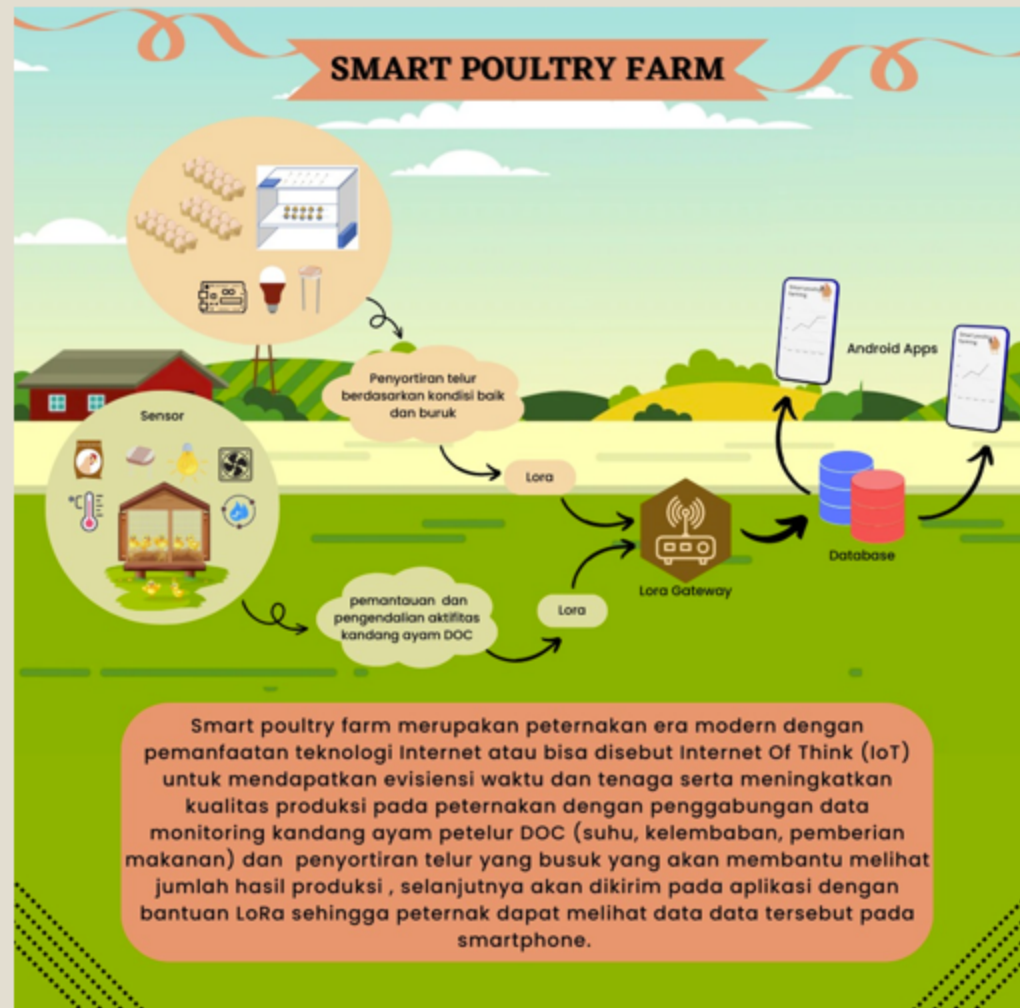 SMART POULTRY FARM
Penyortiran telur
berdasarkan kondisi baik
dan buruk
Android Apps
Sensor
°C
Lora
Database
Lora Gateway
pemantauan dan
pengendalian aktifitas
kandang ayam DOC
Lora
Smart poultry farm merupakan peternakan era modern dengan
pemanfaatan teknologi Internet atau bisa disebut Internet Of Think (IoT)
untuk mendapatkan evisiensi waktu dan tenaga serta meningkatkan
kualitas produksi pada peternakan dengan penggabungan data
monitoring kandang ayam petelur DOC (suhu, kelembaban, pemberian
makanan) dan penyortiran telur yang busuk yang akan membantu melihat
jumlah hasil produksi , selanjutnya akan dikirim pada aplikasi dengan
bantuan LoRa sehingga peternak dapat melihat data data tersebut pada
smartphone.